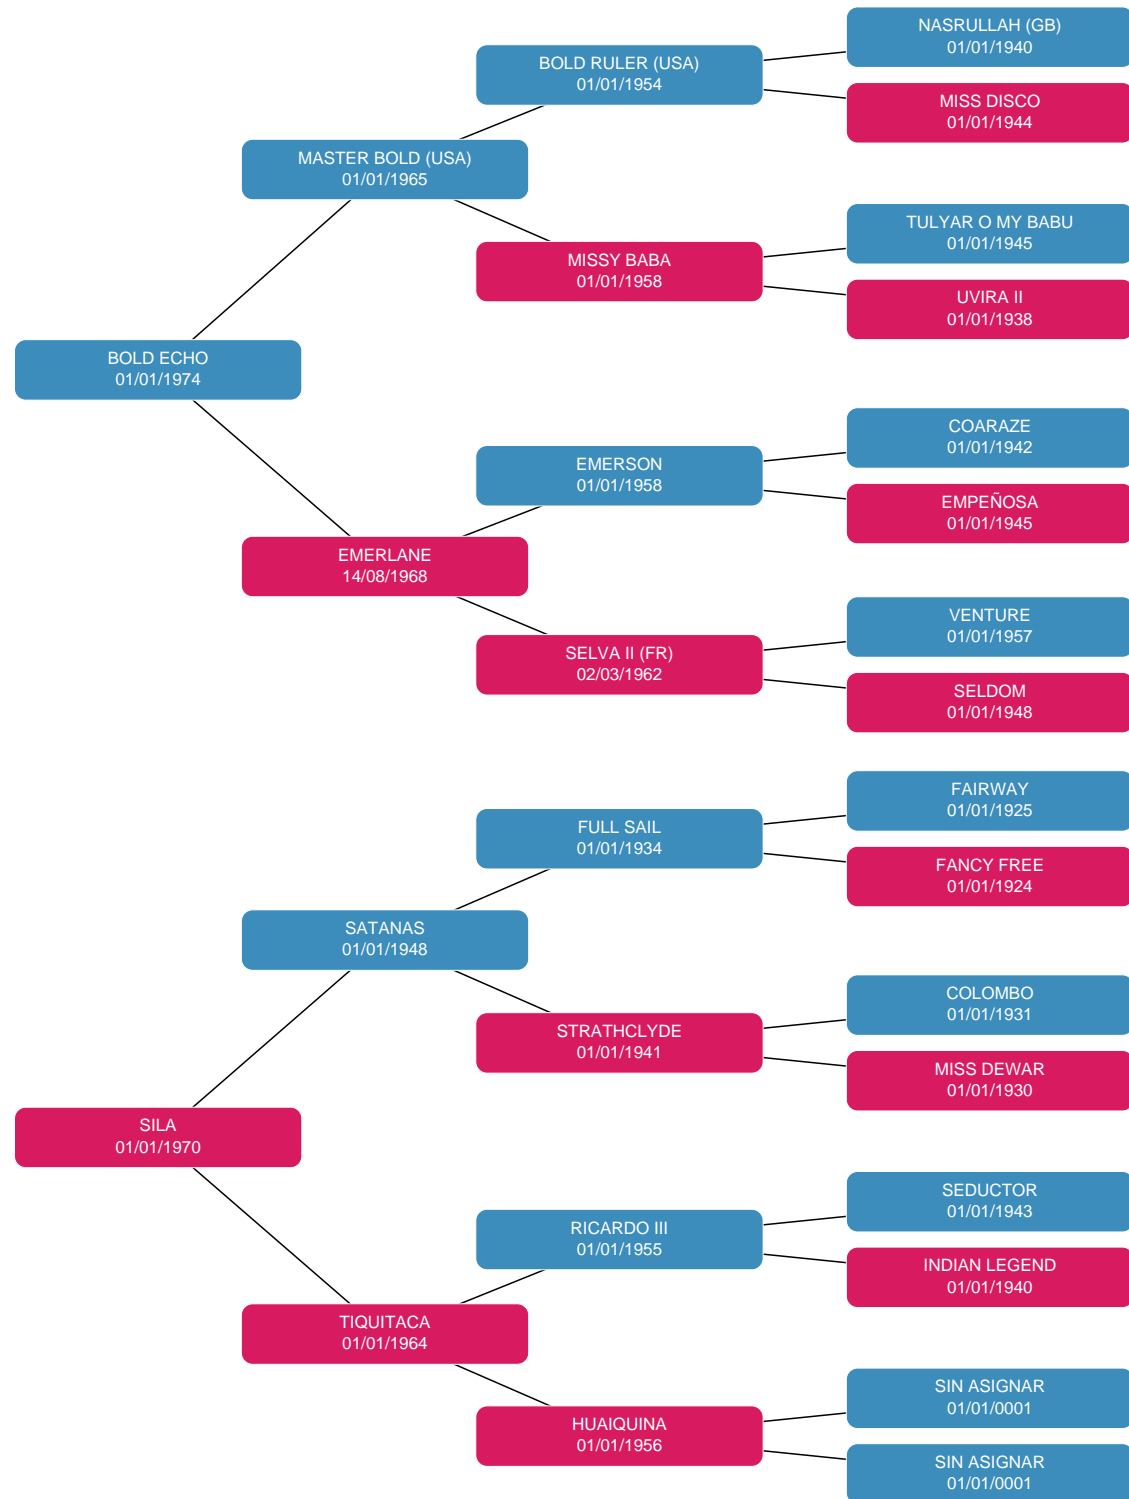 NASRULLAH (GB)
01/01/1940
BOLD RULER (USA)
01/01/1954
MISS DISCO
01/01/1944
MASTER BOLD (USA)
01/01/1965
TULYAR O MY BABU
01/01/1945
MISSY BABA
01/01/1958
UVIRA II
01/01/1938
BOLD ECHO
01/01/1974
COARAZE
01/01/1942
EMERSON
01/01/1958
EMPEÑOSA
01/01/1945
EMERLANE
14/08/1968
VENTURE
01/01/1957
SELVA II (FR)
02/03/1962
SELDOM
01/01/1948
FAIRWAY
01/01/1925
FULL SAIL
01/01/1934
FANCY FREE
01/01/1924
SATANAS
01/01/1948
COLOMBO
01/01/1931
STRATHCLYDE
01/01/1941
MISS DEWAR
01/01/1930
SILA
01/01/1970
SEDUCTOR
01/01/1943
RICARDO III
01/01/1955
INDIAN LEGEND
01/01/1940
TIQUITACA
01/01/1964
SIN ASIGNAR
01/01/0001
HUAIQUINA
01/01/1956
SIN ASIGNAR
01/01/0001